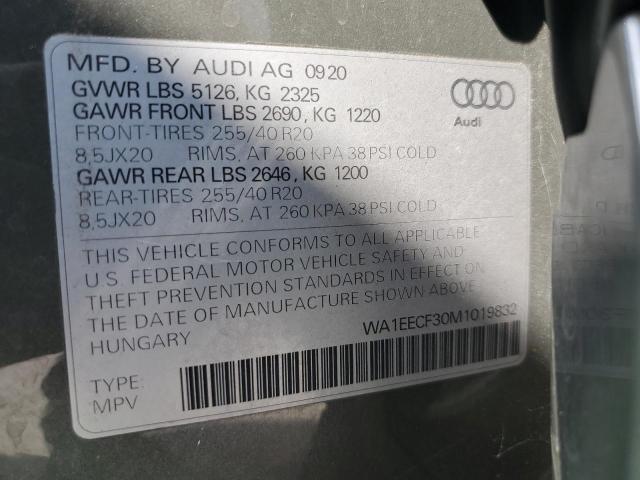 MFD. BY AUDI AG 0920
GVWR LBS 5126, KG 2325
GAWR FRONT LBS 2690, KG 1220
FRONT-TIRES 255/40 R20
8,5JX20 RIMS, AT 260 KPA 38 PSI COLD
GAWR REAR LBS 2646, KG 1200
REAR-TIRES 255/40 R20
8,5JX20 RIMS, AT 260 KPA 38 PSI COLD
Audi
THIS VEHICLE CONFORMS TO ALL APPLICABLE
U.S. FEDERAL MOTOR VEHICLE SAFETY AND
THEFT PREVENTION STANDARDS IN EFFECT ON
THE DATE OF MANUFACTURE SHOWN ABOVE
HUNGARY
WA1EECF30M1019832
TYPE:
MPV